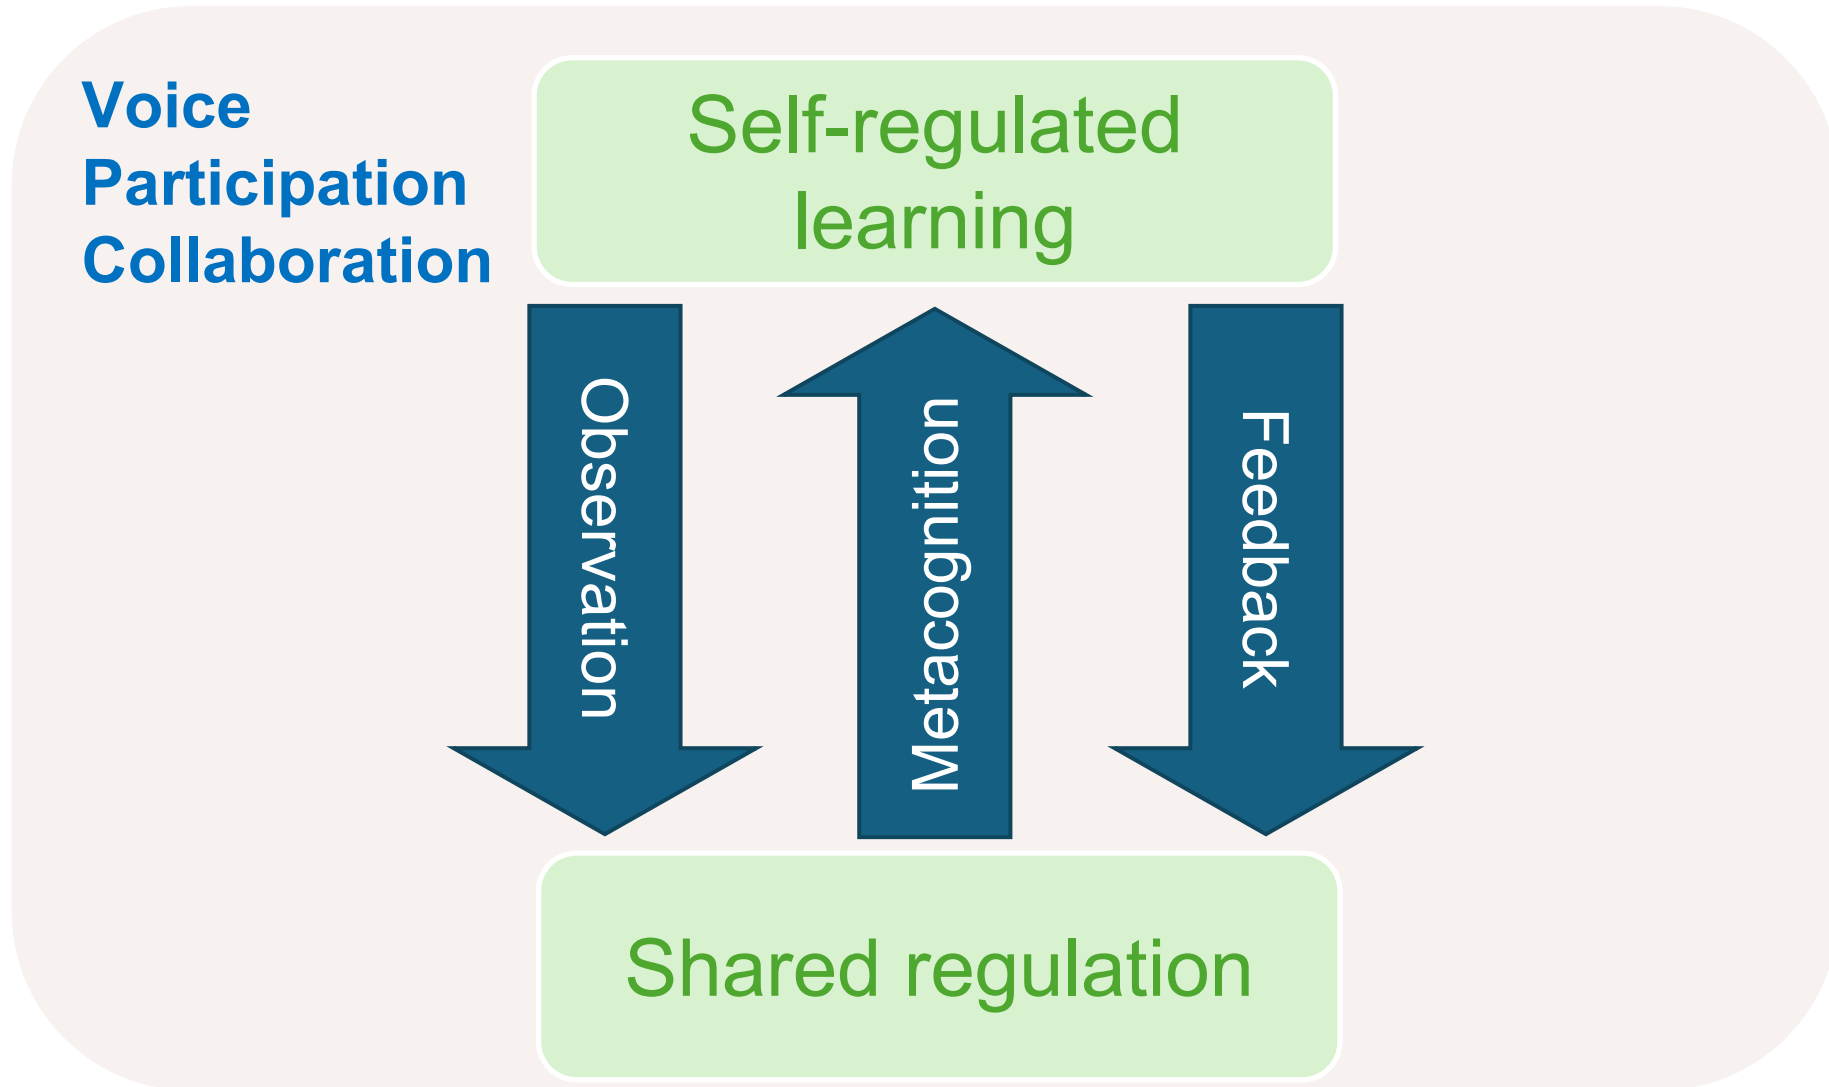 Voice
Participation
Collaboration
Self-regulated
learning
Observation
Metacognition
Feedback
Shared regulation